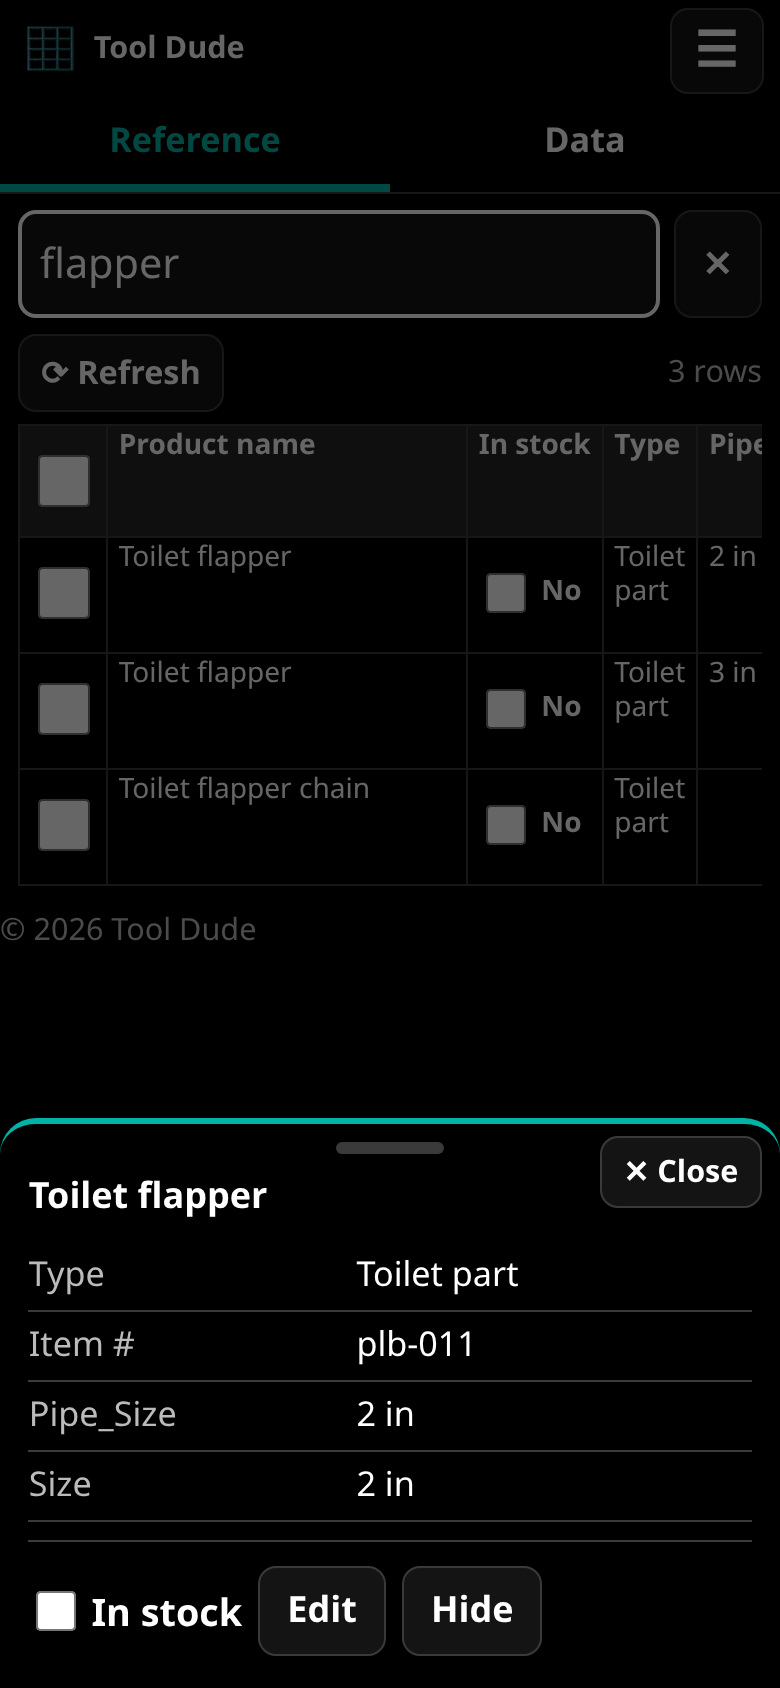 Tool Dude
☰
Reference Data
flapper ✕
⟳ Refresh 3 rows
Product name In stock Type Pipe
Toilet flapper No Toilet part 2 in
Toilet flapper No Toilet part 3 in
Toilet flapper chain No Toilet part
© 2026 Tool Dude
✕ Close
Toilet flapper
Type Toilet part
Item # plb-011
Pipe_Size 2 in
Size 2 in
In stock Edit Hide